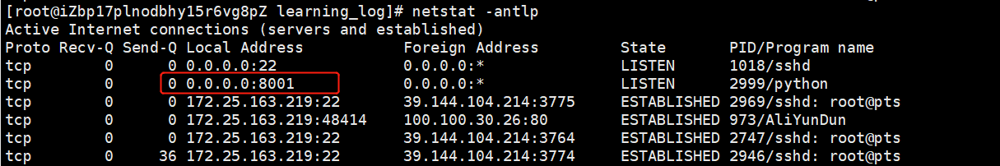 [root@iZbp17plnodbhy15r6vg8pZ learning_log]# netstat -antlp
Active Internet connections (servers and established)
Proto Recv-Q Send-Q Local Address           Foreign Address         State       PID/Program name
tcp        0      0 0.0.0.0:22              0.0.0.0:*               LISTEN      1018/sshd
tcp        0      0 0.0.0.0:8001            0.0.0.0:*               LISTEN      2999/python
tcp        0      0 172.25.163.219:22       39.144.104.214:3775     ESTABLISHED 2969/sshd: root@pts
tcp        0      0 172.25.163.219:48414    100.100.30.26:80        ESTABLISHED 973/AliYunDun
tcp        0      0 172.25.163.219:22       39.144.104.214:3764     ESTABLISHED 2747/sshd: root@pts
tcp        0     36 172.25.163.219:22       39.144.104.214:3774     ESTABLISHED 2946/sshd: root@pts